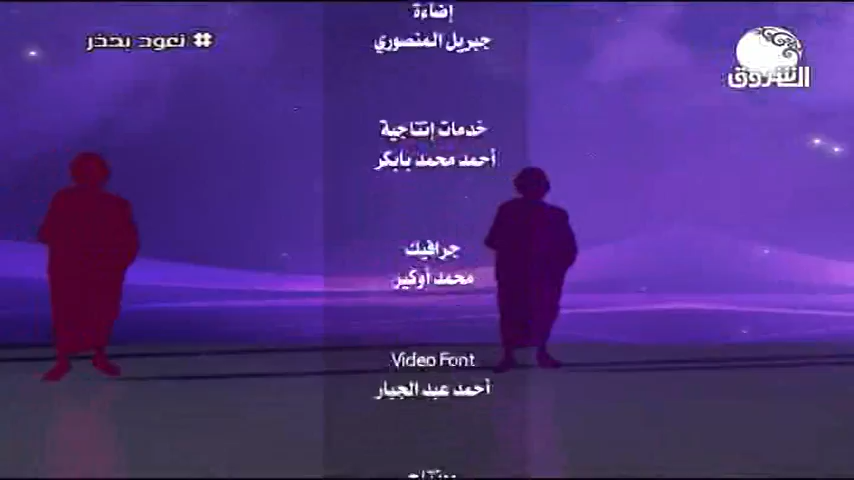 إضاءة
جبريل المنصوري
# نعود بحذر
الشروق
خدمات إنتاجية
أحمد محمد بابكر
جرافيك
محمد أوكير
Video Font
أحمد عبد الجبار